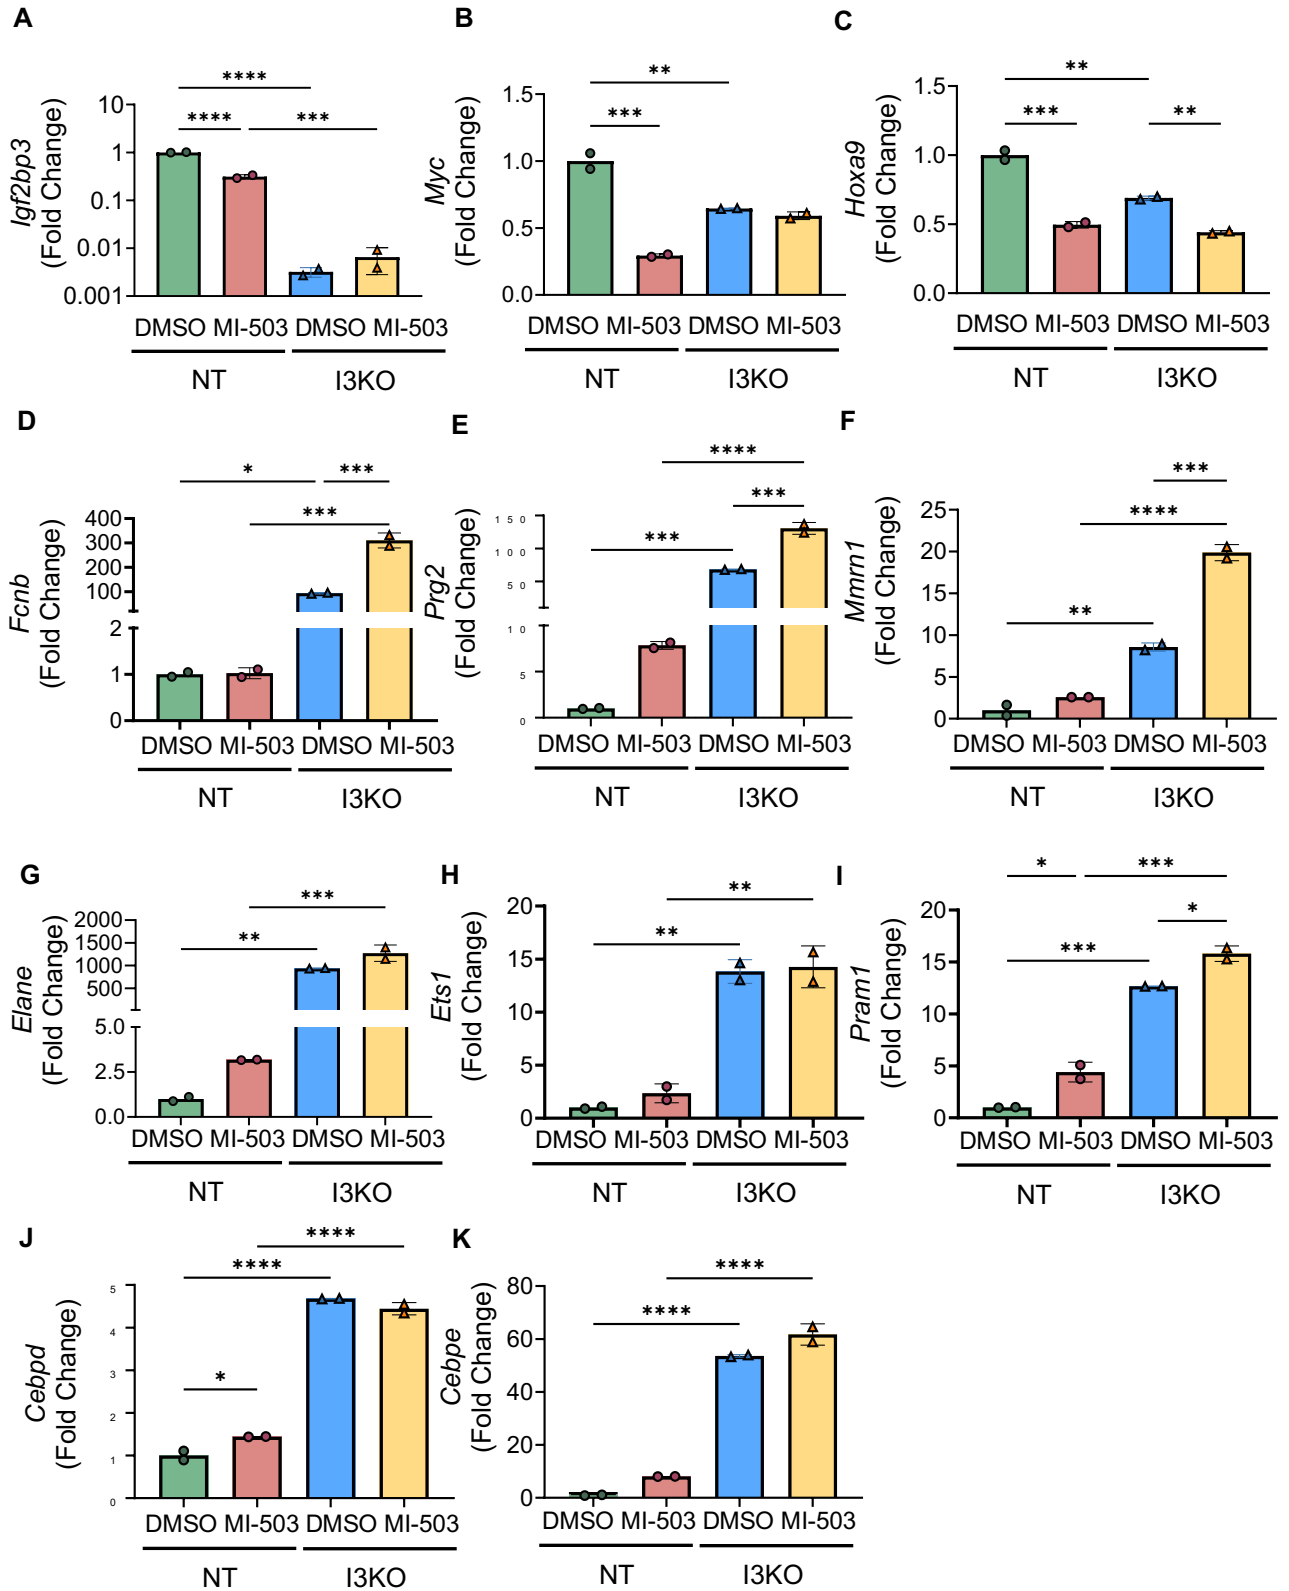 A
Igf2bp3
(Fold Change)
10
1
0.1
0.01
0.001
****
****
***
DMSO MI-503 DMSO MI-503
NT I3KO
B
Myc
(Fold Change)
1.5
1.0
0.5
0.0
**
***
DMSO MI-503 DMSO MI-503
NT I3KO
C
Hoxa9
(Fold Change)
1.5
1.0
0.5
0.0
**
***
**
DMSO MI-503 DMSO MI-503
NT I3KO
D
Fcnb
(Fold Change)
400
300
200
100
2
1
0
*
***
***
DMSO MI-503 DMSO MI-503
NT I3KO
E
Prg2
(Fold Change)
150
100
50
10
5
0
****
***
***
DMSO MI-503 DMSO MI-503
NT I3KO
F
Mmrn1
(Fold Change)
25
20
15
10
5
0
***
****
**
DMSO MI-503 DMSO MI-503
NT I3KO
G
Elane
(Fold Change)
2000
1500
1000
500
5.0
2.5
0.0
***
**
DMSO MI-503 DMSO MI-503
NT I3KO
H
Ets1
(Fold Change)
20
15
10
5
0
**
**
DMSO MI-503 DMSO MI-503
NT I3KO
I
Pram1
(Fold Change)
20
15
10
5
0
*
***
*
***
DMSO MI-503 DMSO MI-503
NT I3KO
J
Cebpd
(Fold Change)
5
4
3
2
1
0
****
****
*
DMSO MI-503 DMSO MI-503
NT I3KO
K
Cebpe
(Fold Change)
80
60
40
20
0
****
****
DMSO MI-503 DMSO MI-503
NT I3KO